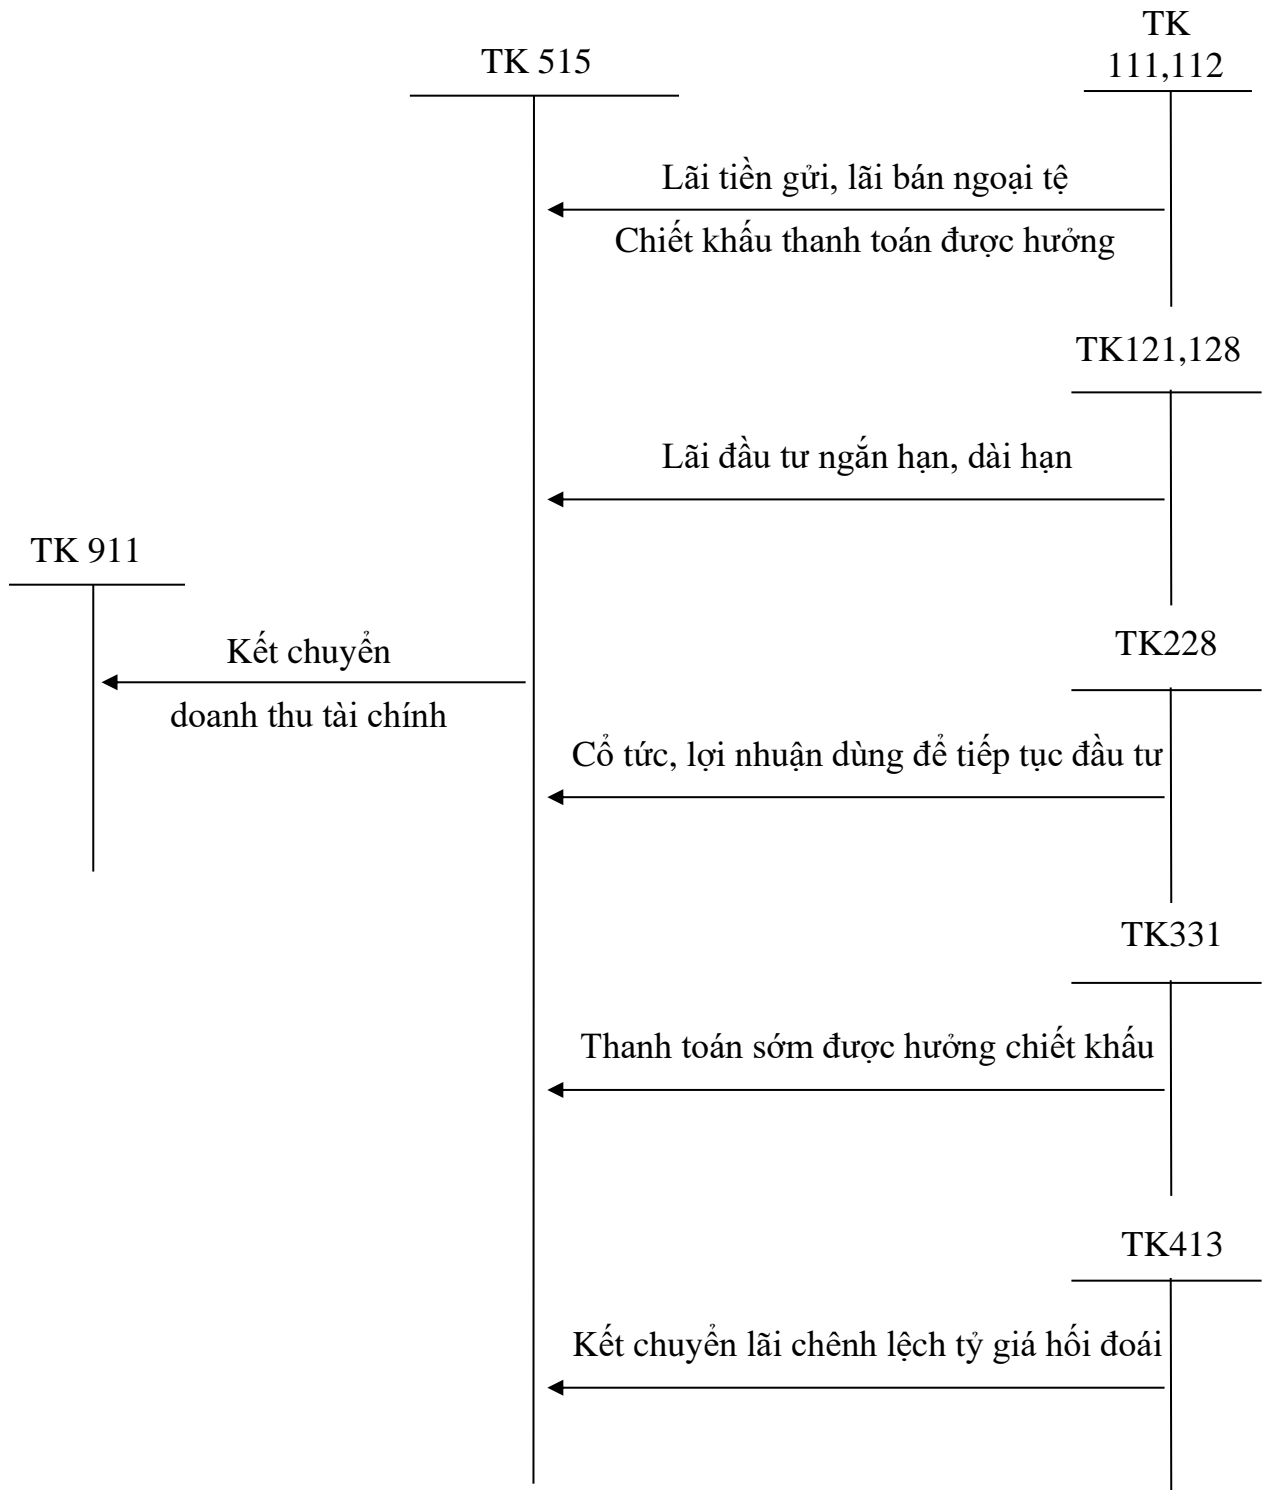 TK
111,112
TK 515
Lãi tiền gửi, lãi bán ngoại tệ
Chiết khấu thanh toán được hưởng
TK121,128
Lãi đầu tư ngắn hạn, dài hạn
TK 911
Kết chuyển
doanh thu tài chính
TK228
Cổ tức, lợi nhuận dùng để tiếp tục đầu tư
TK331
Thanh toán sớm được hưởng chiết khấu
TK413
Kết chuyển lãi chênh lệch tỷ giá hối đoái